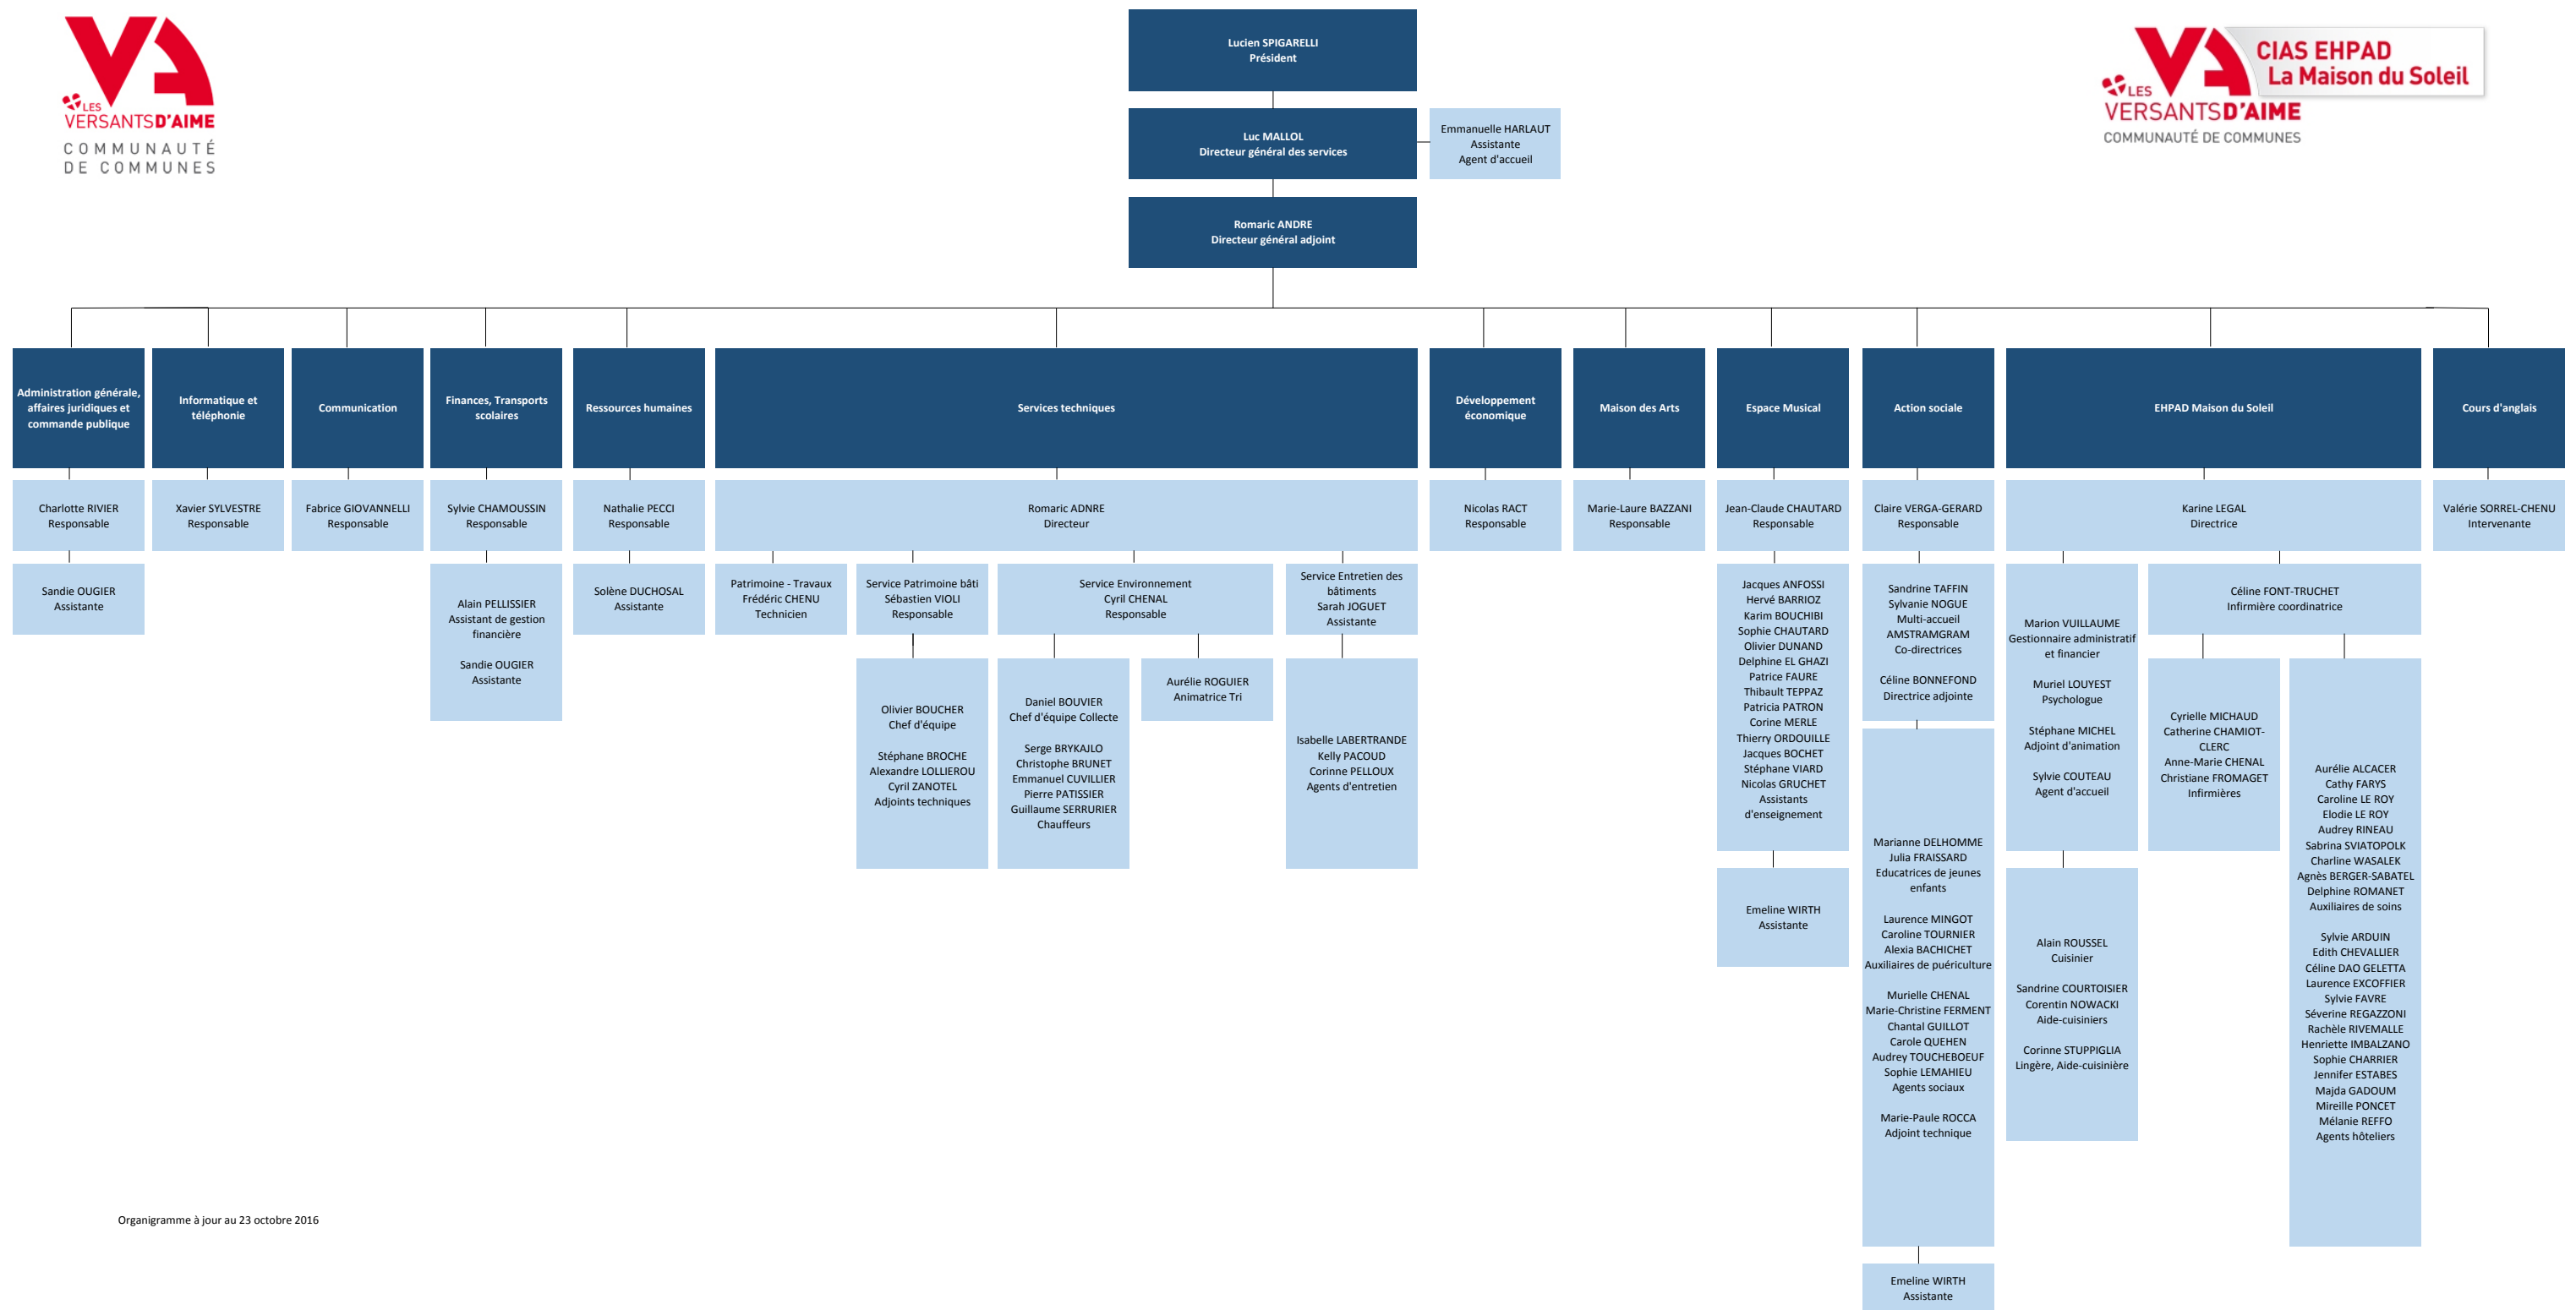 VA
LES
VERSANTSD'AIME
COMMUNAUTÉ
DE COMMUNES
Lucien SPIGARELLI
Président
VA
CIAS EHPAD
La Maison du Soleil
LES
VERSANTSD'AIME
COMMUNAUTÉ DE COMMUNES
Luc MALLOL
Directeur général des services
Emmanuelle HARLAUT
Assistante
Agent d'accueil
Romaric ANDRE
Directeur général adjoint
Administration générale,
affaires juridiques et
commande publique
Informatique et
téléphonie
Communication
Finances, Transports
scolaires
Ressources humaines
Services techniques
Développement
économique
Maison des Arts
Espace Musical
Action sociale
EHPAD Maison du Soleil
Cours d'anglais
Charlotte RIVIER
Responsable
Xavier SYLVESTRE
Responsable
Fabrice GIOVANNELLI
Responsable
Sylvie CHAMOUSSIN
Responsable
Nathalie PECCI
Responsable
Romaric ADNRE
Directeur
Nicolas RACT
Responsable
Marie-Laure BAZZANI
Responsable
Jean-Claude CHAUTARD
Responsable
Claire VERGA-GERARD
Responsable
Karine LEGAL
Directrice
Valérie SORREL-CHENU
Intervenante
Sandie OUGIER
Assistante
Alain PELLISSIER
Assistant de gestion
financière
Sandie OUGIER
Assistante
Solène DUCHOSAL
Assistante
Patrimoine - Travaux
Frédéric CHENU
Technicien
Service Patrimoine bâti
Sébastien VIOLI
Responsable
Service Environnement
Cyril CHENAL
Responsable
Service Entretien des
bâtiments
Sarah JOGUET
Assistante
Olivier BOUCHER
Chef d'équipe
Stéphane BROCHE
Alexandre LOLLIEROU
Cyril ZANOTEL
Adjoints techniques
Daniel BOUVIER
Chef d'équipe Collecte
Serge BRYKAJLO
Christophe BRUNET
Emmanuel CUVILLIER
Pierre PATISSIER
Guillaume SERRURIER
Chauffeurs
Aurélie ROGUIER
Animatrice Tri
Isabelle LABERTRANDE
Kelly PACOUD
Corinne PELLOUX
Agents d'entretien
Jacques ANFOSSI
Hervé BARRIOZ
Karim BOUCHIBI
Sophie CHAUTARD
Olivier DUNAND
Delphine EL GHAZI
Patrice FAURE
Thibault TEPPAZ
Patricia PATRON
Corine MERLE
Thierry ORDOUILLE
Jacques BOCHET
Stéphane VIARD
Nicolas GRUCHET
Assistants
d'enseignement
Emeline WIRTH
Assistante
Sandrine TAFFIN
Sylvanie NOGUE
Multi-accueil
AMSTRAMGRAM
Co-directrices
Céline BONNEFOND
Directrice adjointe
Marianne DELHOMME
Julia FRAISSARD
Educatrices de jeunes
enfants
Laurence MINGOT
Caroline TOURNIER
Alexia BACHICHET
Auxiliaires de puériculture
Murielle CHENAL
Marie-Christine FERMENT
Chantal GUILLOT
Carole QUEHEN
Audrey TOUCHEBOEUF
Sophie LEMAHIEU
Agents sociaux
Marie-Paule ROCCA
Adjoint technique
Emeline WIRTH
Assistante
Marion VUILLAUME
Gestionnaire administratif
et financier
Muriel LOUYEST
Psychologue
Stéphane MICHEL
Adjoint d'animation
Sylvie COUTEAU
Agent d'accueil
Alain ROUSSEL
Cuisinier
Sandrine COURTOISIER
Corentin NOWACKI
Aide-cuisiniers
Corinne STUPPIGLIA
Lingère, Aide-cuisinière
Céline FONT-TRUCHET
Infirmière coordinatrice
Cyrielle MICHAUD
Catherine CHAMIOT-
CLERC
Anne-Marie CHENAL
Christiane FROMAGET
Infirmières
Aurélie ALCACER
Cathy FARYS
Caroline LE ROY
Elodie LE ROY
Audrey RINEAU
Sabrina SVIATOPOLK
Charline WASALEK
Agnès BERGER-SABATEL
Delphine ROMANET
Auxiliaires de soins
Sylvie ARDUIN
Edith CHEVALLIER
Céline DAO GELETTA
Laurence EXCOFFIER
Sylvie FAVRE
Séverine REGAZZONI
Rachèle RIVEMALLE
Henriette IMBALZANO
Sophie CHARRIER
Jennifer ESTABES
Majda GADOUM
Mireille PONCET
Mélanie REFFO
Agents hôteliers
Organigramme à jour au 23 octobre 2016